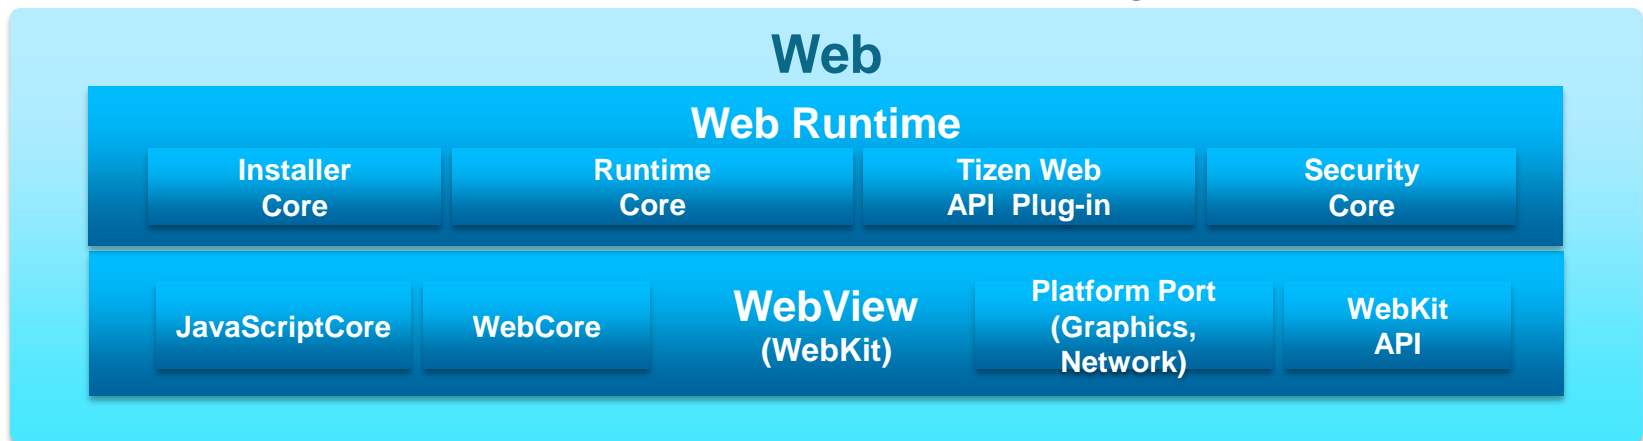 Web
Web Runtime
Installer
Core
Runtime
Core
Tizen Web
API Plug-in
Security
Core
JavaScriptCore
WebCore
WebView
(WebKit)
Platform Port
(Graphics,
Network)
WebKit
API